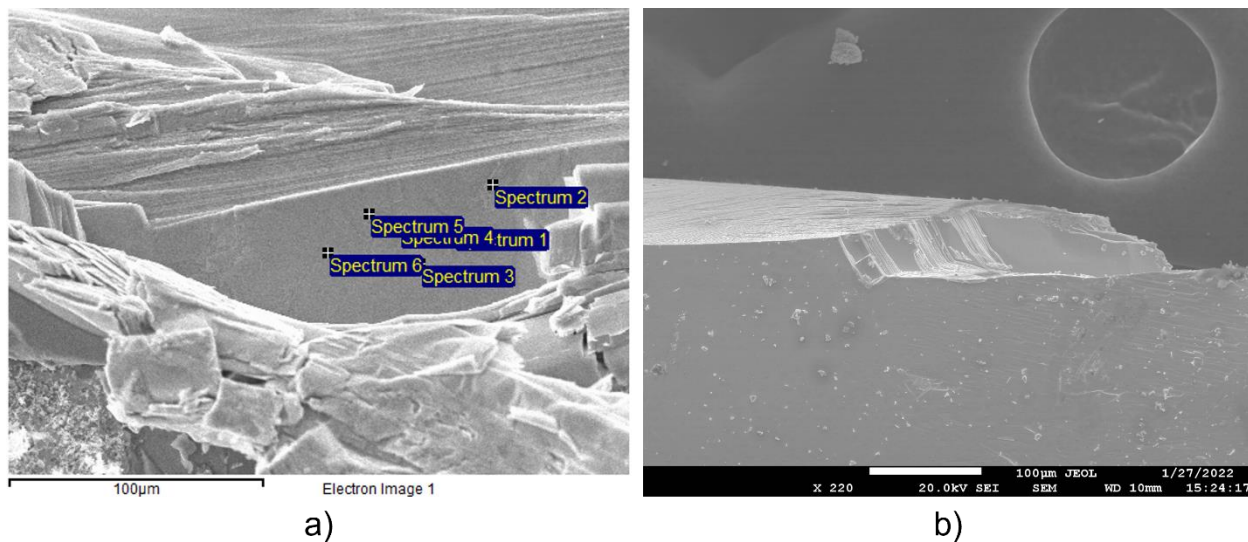 Spectrum 2
Spectrum 5
Spectrum 4
trum 1
Spectrum 6
Spectrum 3
100µm
Electron Image 1
100µm JEOL 1/27/2022
X 220 20.0kV SEI SEM WD 10mm 15:24:17
a)
b)